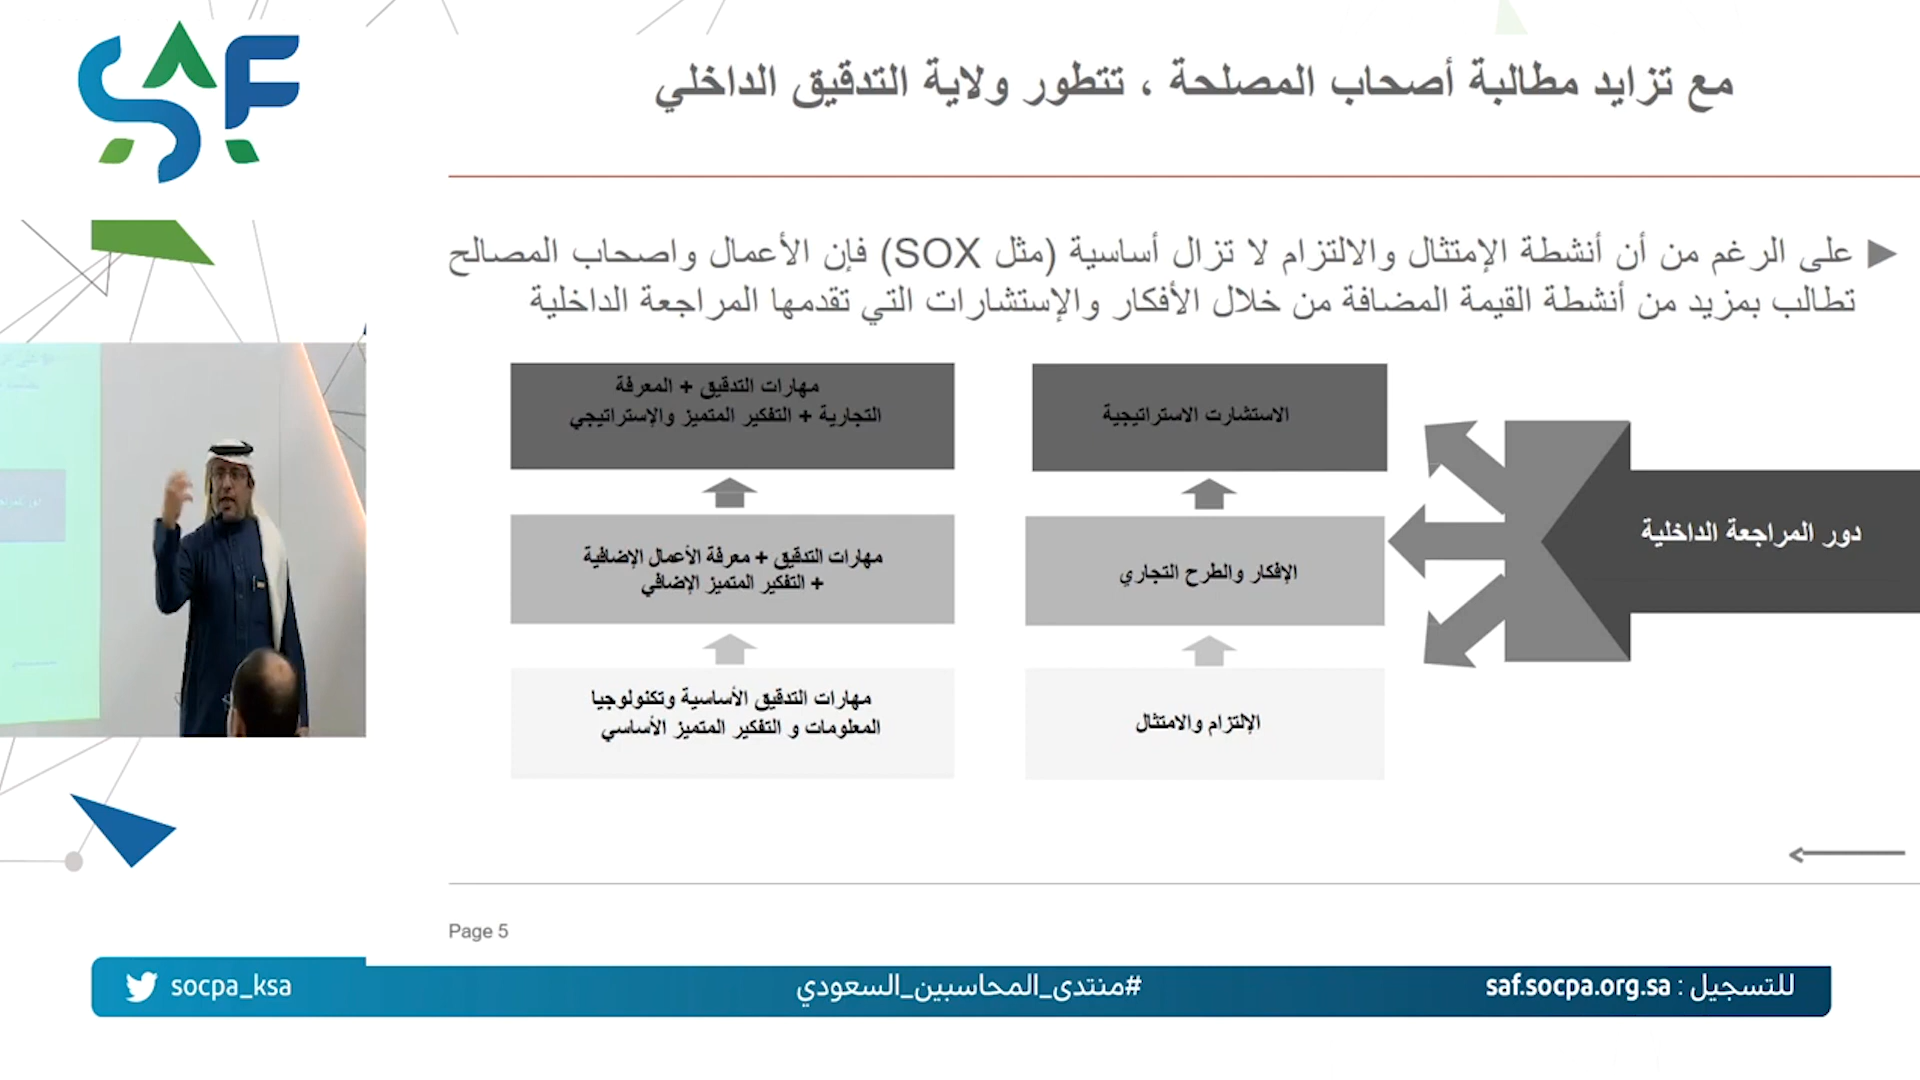 SAF
مع تزايد مطالبة أصحاب المصلحة ، تتطور ولاية التدقيق الداخلي
على الرغم من أن أنشطة الإمتثال والالتزام لا تزال أساسية (مثل SOX) فإن الأعمال واصحاب المصالح
تطالب بمزيد من أنشطة القيمة المضافة من خلال الأفكار والإستشارات التي تقدمها المراجعة الداخلية
دور المراجعة الداخلية
الاستشارت الاستراتيجية
مهارات التدقيق + المعرفة
التجارية + التفكير المتميز والإستراتيجي
الإفكار والطرح التجاري
مهارات التدقيق + معرفة الأعمال الإضافية
+ التفكير المتميز الإضافي
الإلتزام والامتثال
مهارات التدقيق الأساسية وتكنولوجيا
المعلومات و التفكير المتميز الأساسي
Page 5
للتسجيل : saf.socpa.org.sa
#منتدى_المحاسبين_السعودي
socpa_ksa